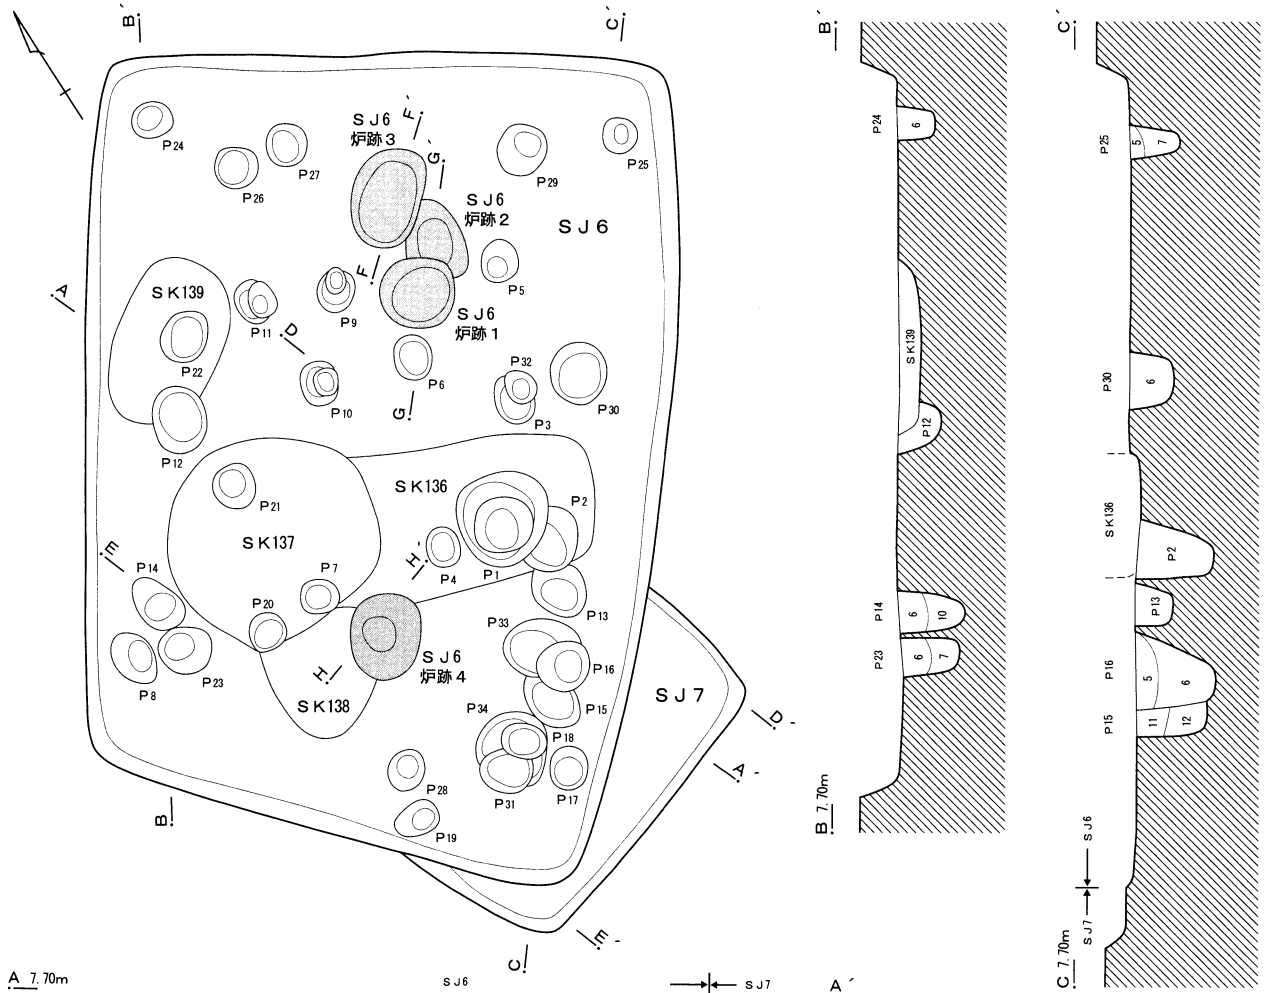 B´
C´
P24
P26
P27
SJ6
炉跡3
F´
G´
P29
P25
SJ6
炉跡2
SJ6
A
SK139
P11
P9
F
P5
SJ6
炉跡1
D
P22
P10
P6
G
P32
P3
P30
P12
SK136
P2
P21
SK137
E
P14
P7
H´
P4
P1
P20
P13
P33
P8
P23
H
SJ6
炉跡4
P16
SK138
SJ7
P34
P15
P18
D´
A´
P28
P31
P17
B
P19
E´
C
A 7.70m
SJ6
SJ7
A´
B´
P24
6
SK139
P12
P14
6
10
P23
6
7
B 7.70m
C´
P25
5
7
P30
6
SK136
P2
P13
P16
5
6
P15
11
12
SJ6
SJ7
C 7.70m